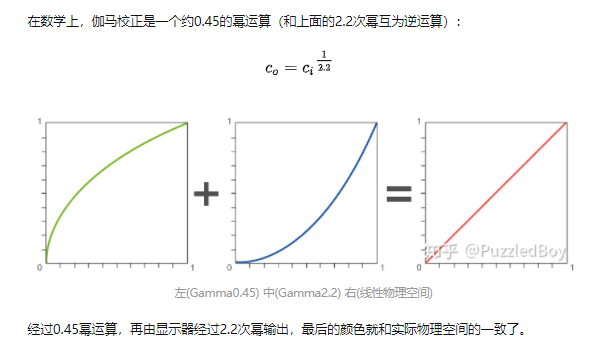 在数学上，伽马校正是一个约0.45的幂运算（和上面的2.2次幂互为逆运算）：
c_o = c_i^{\frac{1}{2.2}}
1 1 1
+ =
0 1 0 1 0 1
知乎 @PuzzledBoy
左(Gamma0.45) 中(Gamma2.2) 右(线性物理空间)
经过0.45幂运算，再由显示器经过2.2次幂输出，最后的颜色就和实际物理空间的一致了。